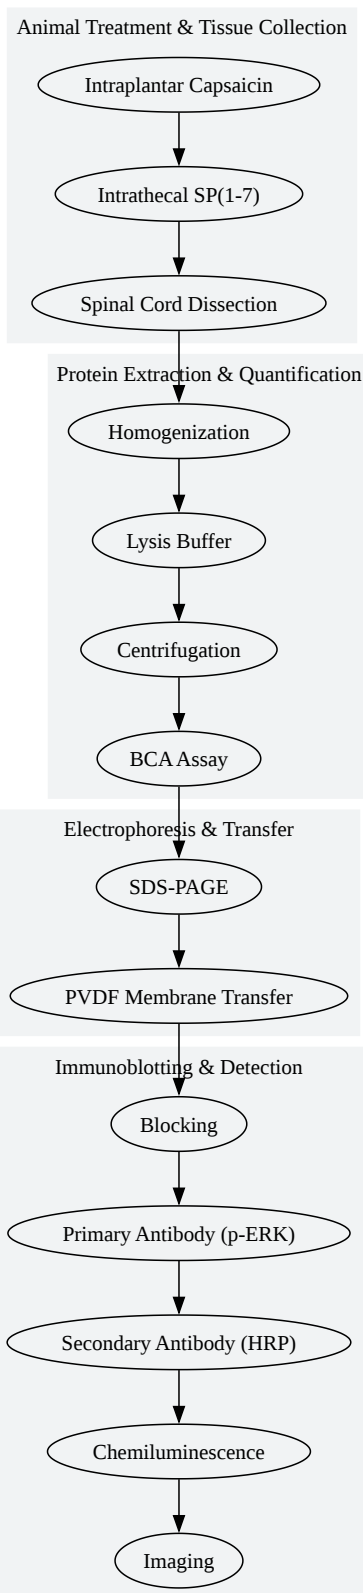 Animal Treatment & Tissue Collection
Intraplantar Capsaicin
Intrathecal SP(1-7)
Spinal Cord Dissection
Protein Extraction & Quantification
Homogenization
Lysis Buffer
Centrifugation
BCA Assay
Electrophoresis & Transfer
SDS-PAGE
PVDF Membrane Transfer
Immunoblotting & Detection
Blocking
Primary Antibody (p-ERK)
Secondary Antibody (HRP)
Chemiluminescence
Imaging